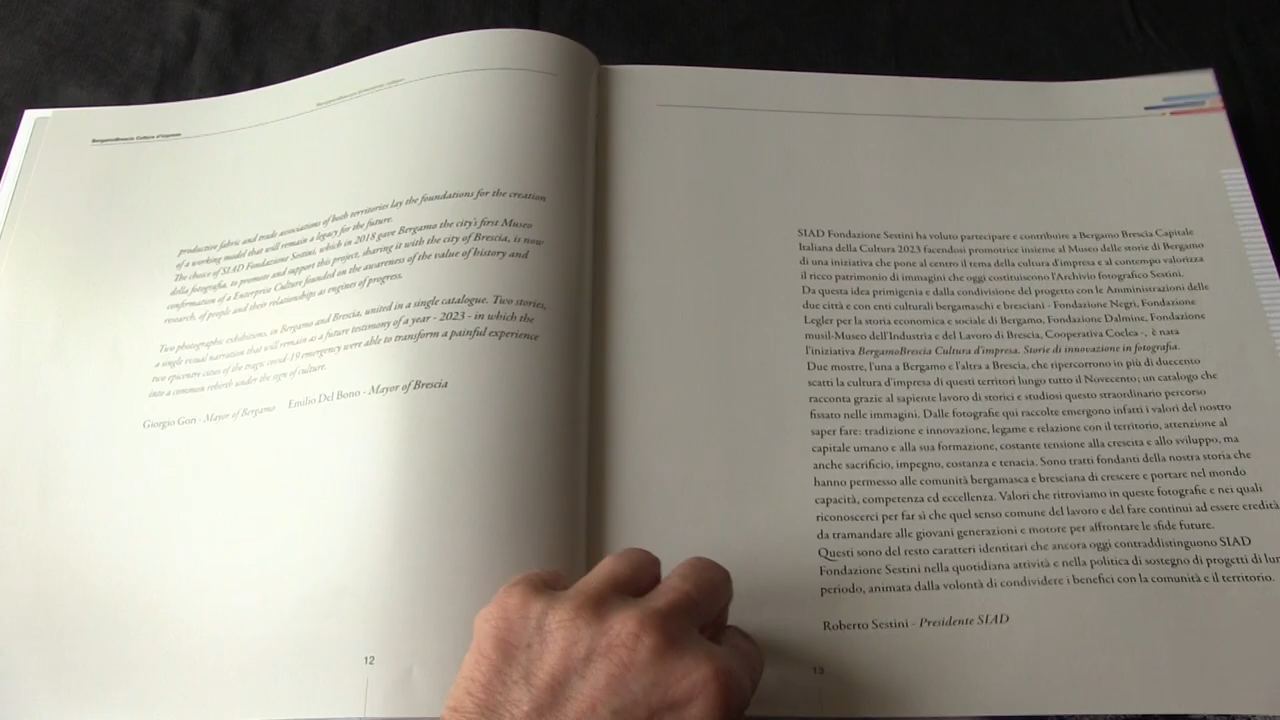 BergamoBrescia Cultura d'impresa
productive fabric and trade associations of both territories lay the foundations for the creation
of a working model that will remain a legacy for the future.
The choice of SIAD Fondazione Sestini, which in 2018 gave Bergamo the city's first Museo
della fotografia, to promote and support this project, sharing it with the city of Brescia, is now
confirmation of a Enterprise Culture founded on the awareness of the value of history and
research, of people and their relationships as engines of progress.
Two photographic exhibitions, in Bergamo and Brescia, united in a single catalogue. Two stories,
a single visual narration that will remain as a future testimony of a year - 2023 - in which the
two epicentre cities of the tragic covid-19 emergency were able to transform a painful experience
into a common rebirth under the sign of culture.
Giorgio Gori - Mayor of Bergamo Emilio Del Bono - Mayor of Brescia
12
SIAD Fondazione Sestini ha voluto partecipare e contribuire a Bergamo Brescia Capitale
Italiana della Cultura 2023 facendosi promotrice insieme al Museo delle storie di Bergamo
di una iniziativa che pone al centro il tema della cultura d'impresa e al contempo valorizza
il ricco patrimonio di immagini che oggi costituiscono l'Archivio fotografico Sestini.
Da questa idea primigenia e dalla condivisione del progetto con le Amministrazioni delle
due città e con enti culturali bergamaschi e bresciani - Fondazione Negri, Fondazione
Legler per la storia economica e sociale di Bergamo, Fondazione Dalmine, Fondazione
musil-Museo dell'Industria e del Lavoro di Brescia, Cooperativa Coclea -, è nata
l'iniziativa BergamoBrescia Cultura d'impresa. Storie di innovazione in fotografia.
Due mostre, l'una a Bergamo e l'altra a Brescia, che ripercorrono in più di duecento
scatti la cultura d'impresa di questi territori lungo tutto il Novecento; un catalogo che
racconta grazie al sapiente lavoro di storici e studiosi questo straordinario percorso
fissato nelle immagini. Dalle fotografie qui raccolte emergono infatti i valori del nostro
saper fare: tradizione e innovazione, legame e relazione con il territorio, attenzione al
capitale umano e alla sua formazione, costante tensione alla crescita e allo sviluppo, ma
anche sacrificio, impegno, costanza e tenacia. Sono tratti fondanti della nostra storia che
hanno permesso alle comunità bergamasca e bresciana di crescere e portare nel mondo
capacità, competenza ed eccellenza. Valori che ritroviamo in queste fotografie e nei quali
riconoscerci per far sì che quel senso comune del lavoro e del fare continui ad essere eredità
da tramandare alle giovani generazioni e motore per affrontare le sfide future.
Questi sono del resto caratteri identitari che ancora oggi contraddistinguono SIAD
Fondazione Sestini nella quotidiana attività e nella politica di sostegno di progetti di
periodo, animata dalla volontà di condividere i benefici con la comunità e il territorio.
Roberto Sestini - Presidente SIAD
13